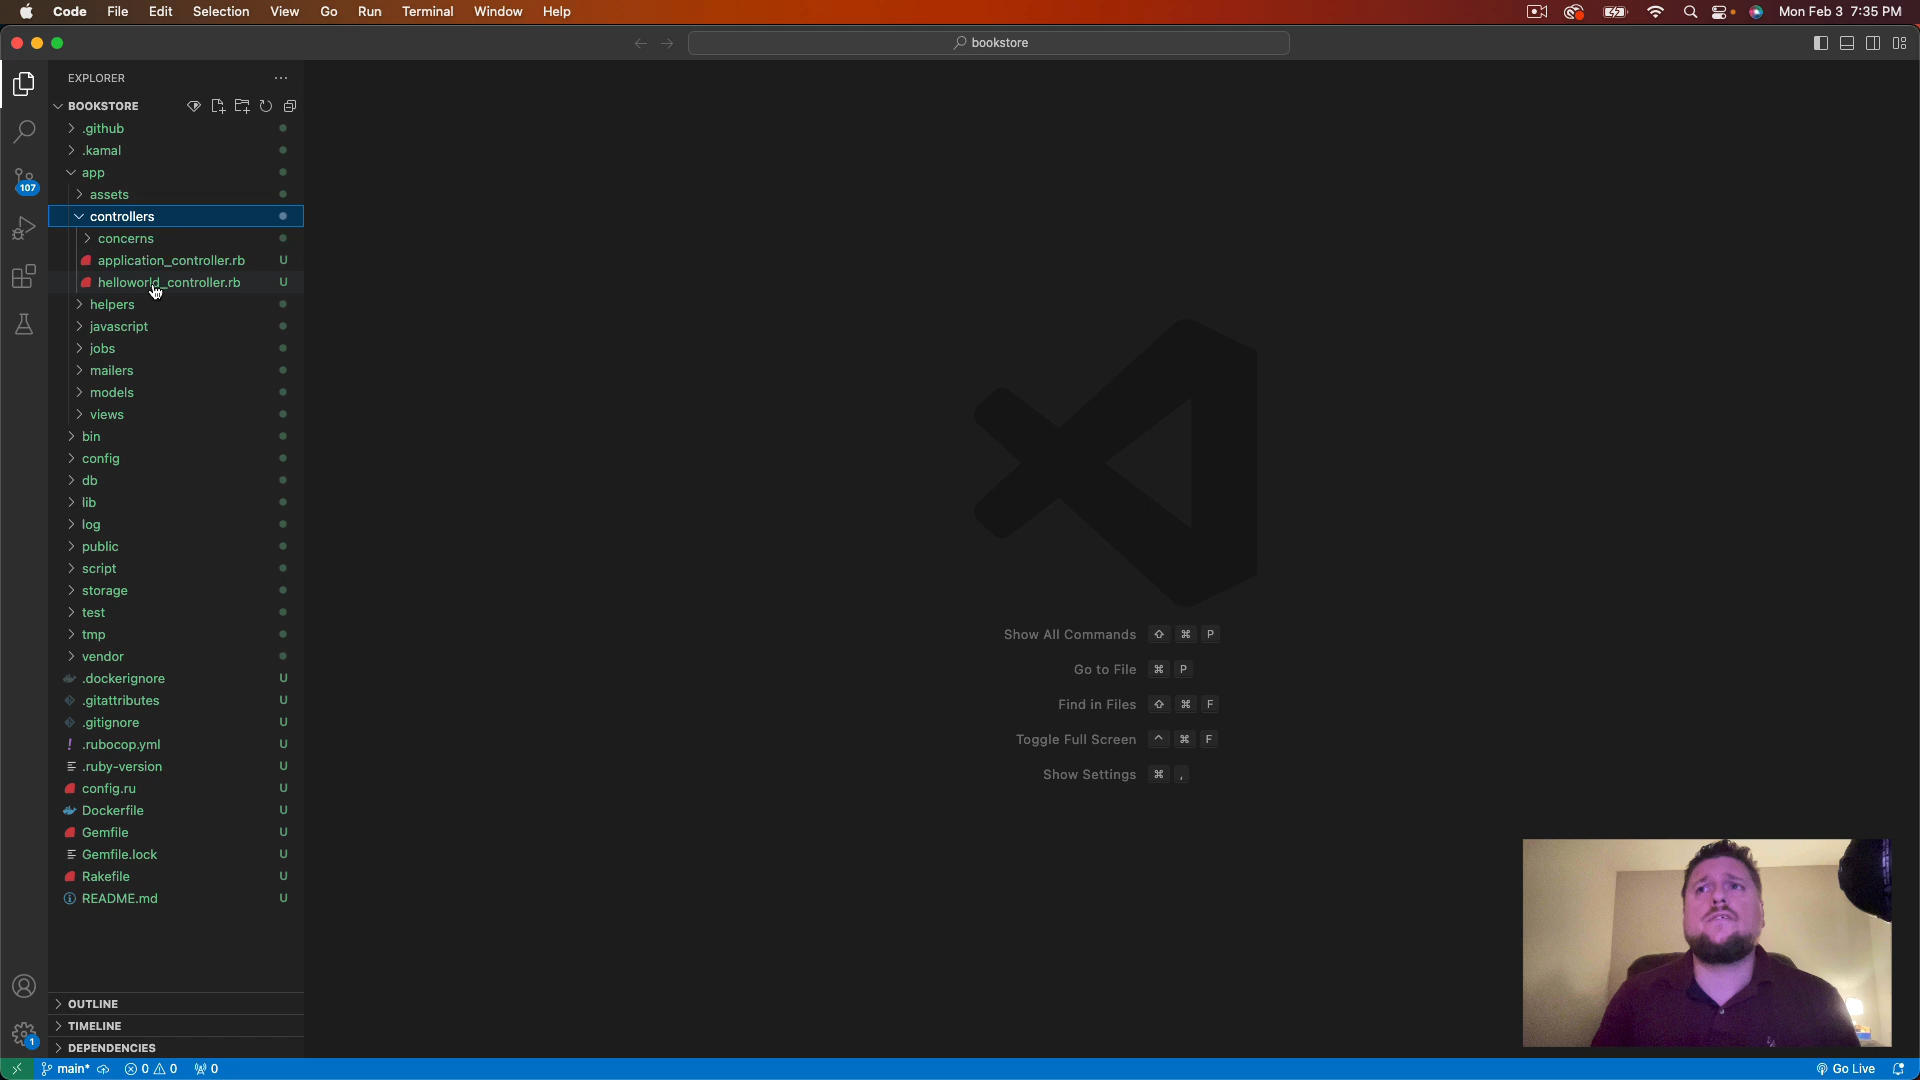 Code File Edit Selection View Go Run Terminal Window Help
Mon Feb 3 7:35 PM
bookstore
EXPLORER
BOOKSTORE
.github
.kamal
app
assets
107
controllers
concerns
application_controller.rb U
helloworld_controller.rb U
helpers
javascript
jobs
mailers
models
views
bin
config
db
lib
log
public
script
storage
test
tmp
vendor
.dockerignore U
.gitattributes U
.gitignore U
.rubocop.yml U
.ruby-version U
config.ru U
Dockerfile U
Gemfile U
Gemfile.lock U
Rakefile U
README.md U
Show All Commands ⇧ ⌘ P
Go to File ⌘ P
Find in Files ⇧ ⌘ F
Toggle Full Screen ^ ⌘ F
Show Settings ⌘ ,
OUTLINE
TIMELINE
1
DEPENDENCIES
main* 0 0 0 Go Live